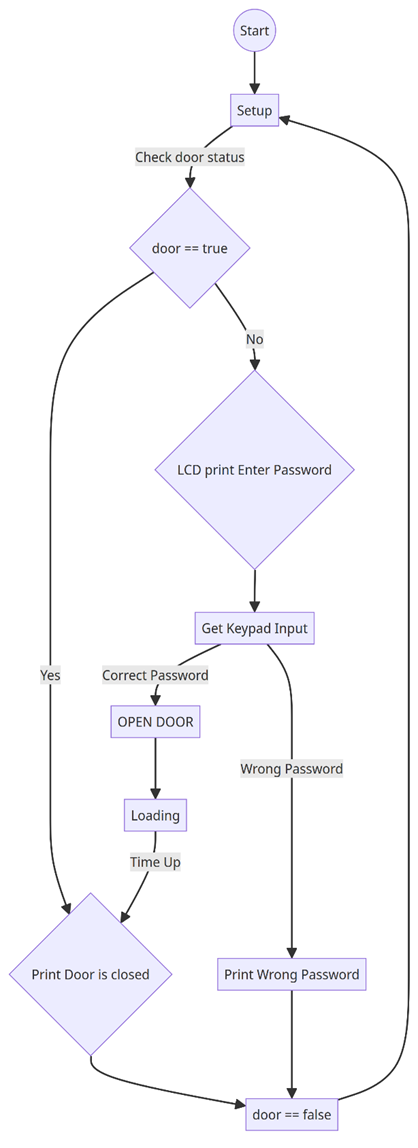 Start
Setup
Check door status
door == true
No
LCD print Enter Password
Get Keypad Input
Yes
Correct Password
OPEN DOOR
Wrong Password
Loading
Time Up
Print Door is closed
Print Wrong Password
door == false